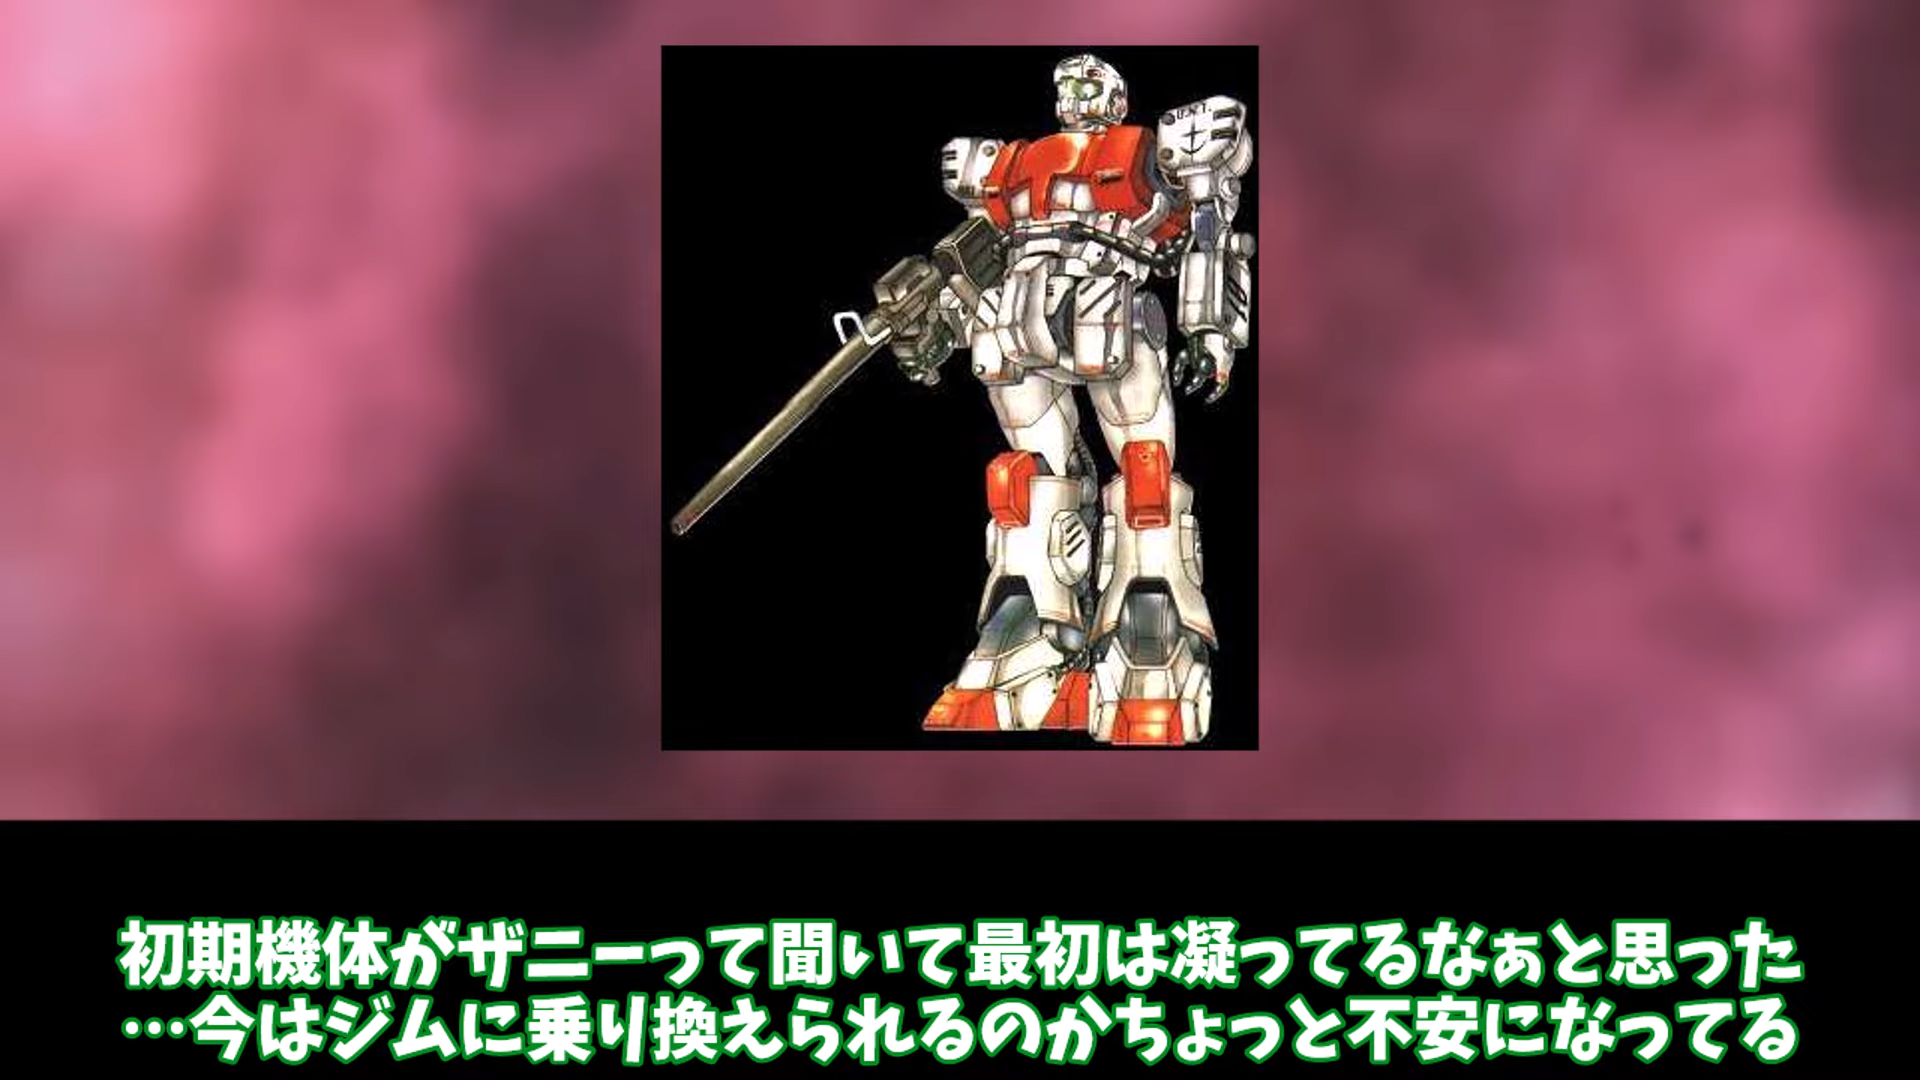 初期機体がザニーって聞いて最初は凝ってるなぁと思った
…今はジムに乗り換えられるのかちょっと不安になってる